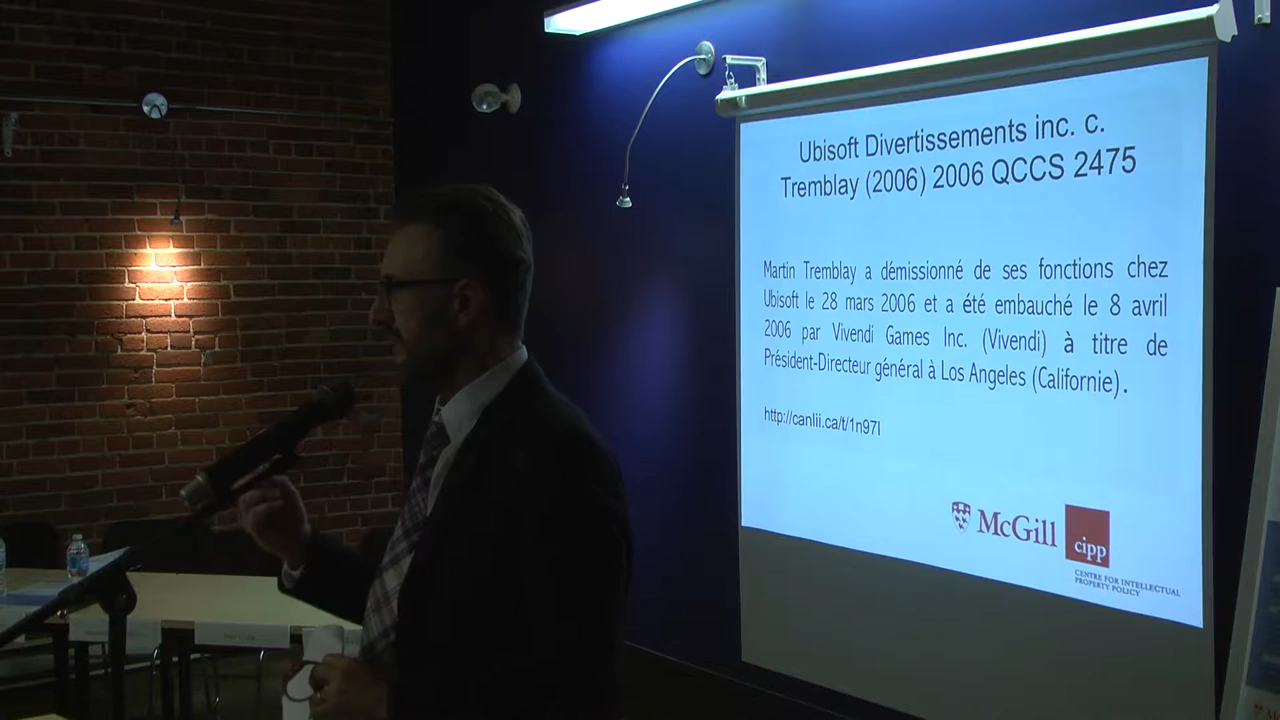 Ubisoft Divertissements inc. c.
Tremblay (2006) 2006 QCCS 2475
Martin Tremblay a démissionné de ses fonctions chez
Ubisoft le 28 mars 2006 et a été embauché le 8 avril
2006 par Vivendi Games Inc. (Vivendi) à titre de
Président-Directeur général à Los Angeles (Californie).
http://canlii.ca/t/1n97l
McGill
cipp
CENTRE FOR INTELLECTUAL
PROPERTY POLICY